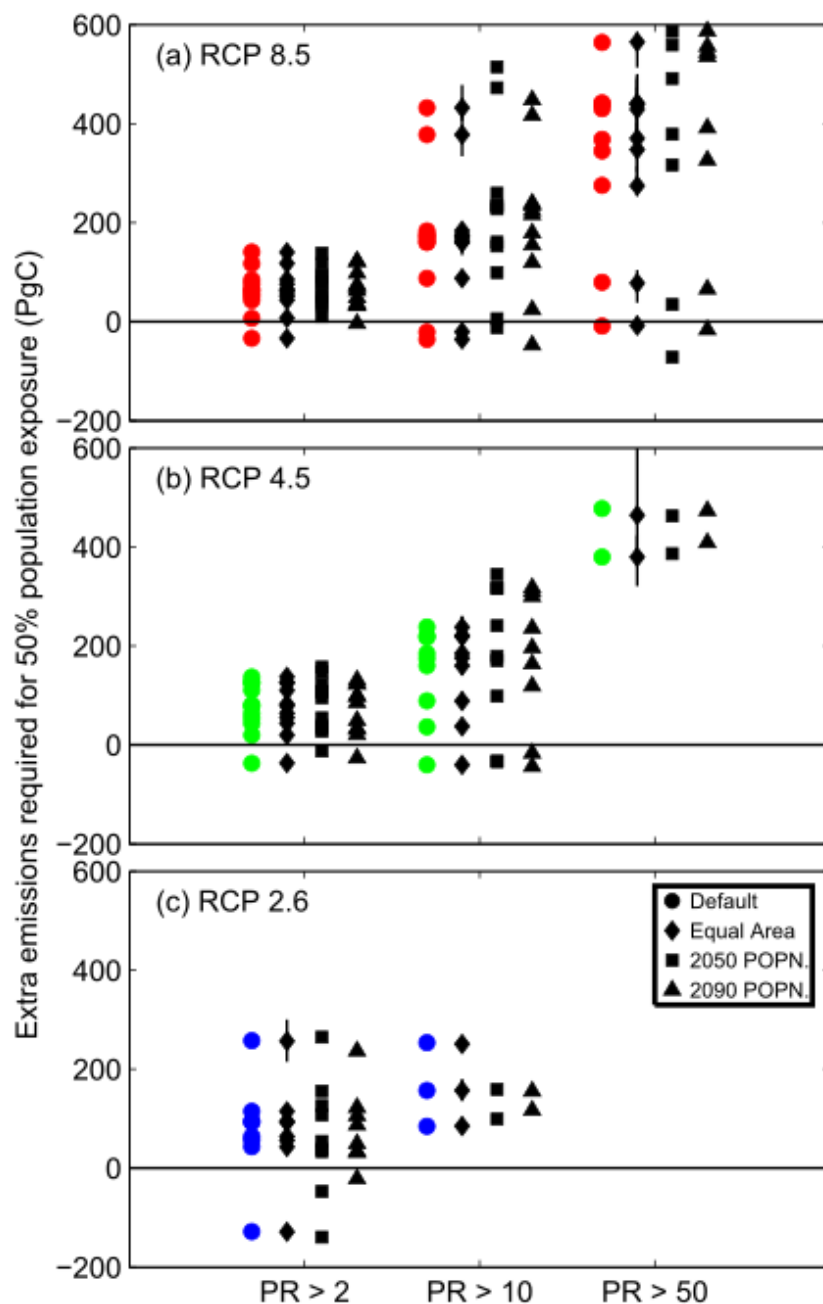 Extra emissions required for 50% population exposure (PgC)
(a) RCP 8.5
600
400
200
0
−200
(b) RCP 4.5
600
400
200
0
−200
(c) RCP 2.6
600
400
200
0
−200
Default
Equal Area
2050 POPN.
2090 POPN.
PR > 2
PR > 10
PR > 50